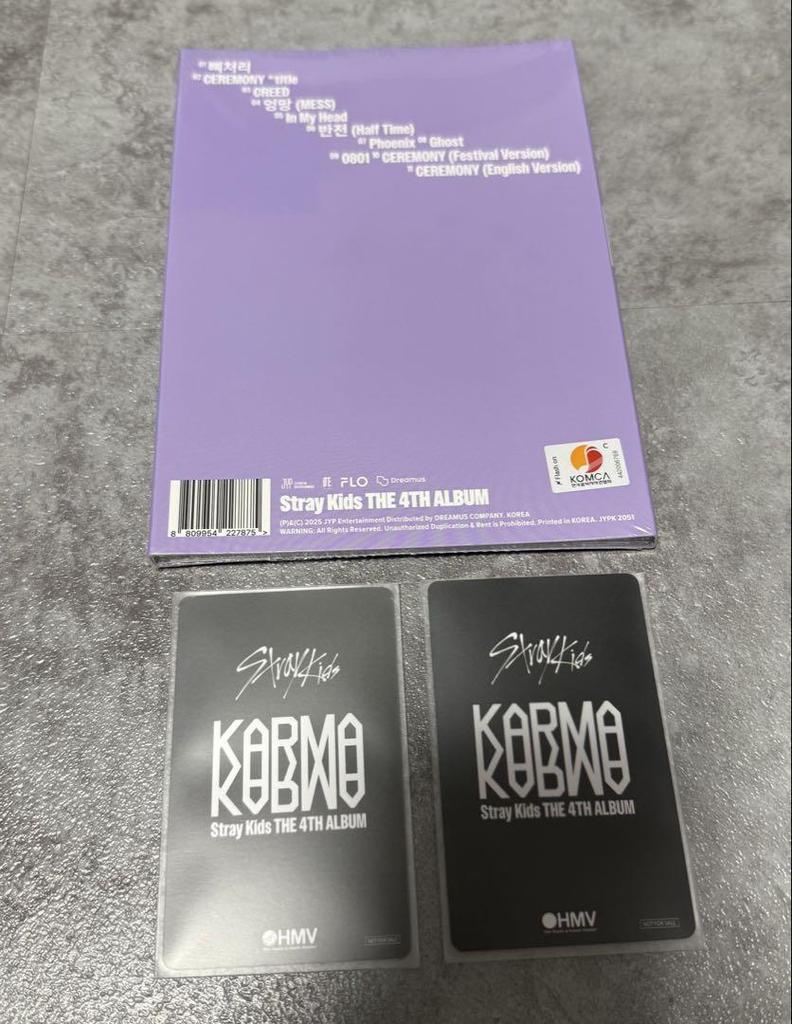 01 삐처리
02 CEREMONY *title
03 CREED
04 엉망 (MESS)
05 In My Head
06 반전 (Half Time)
07 Phoenix 08 Ghost
09 0801 10 CEREMONY (Festival Version)
11 CEREMONY (English Version)
Flash on
C
KOMCA
8 809954 227875 >
JYP
FLO
Dreamus
Stray Kids THE 4TH ALBUM
(P)&(C) 2025 JYP Entertainment Distributed by DREAMUS COMPANY. KOREA
WARNING: All Rights Reserved. Unauthorized Duplication & Rent is Prohibited. Printed in KOREA. JYPK 2051
Stray Kids
KARMA
Stray Kids THE 4TH ALBUM
HMV
NOT FOR SALE
Stray Kids
KARMA
Stray Kids THE 4TH ALBUM
HMV
NOT FOR SALE